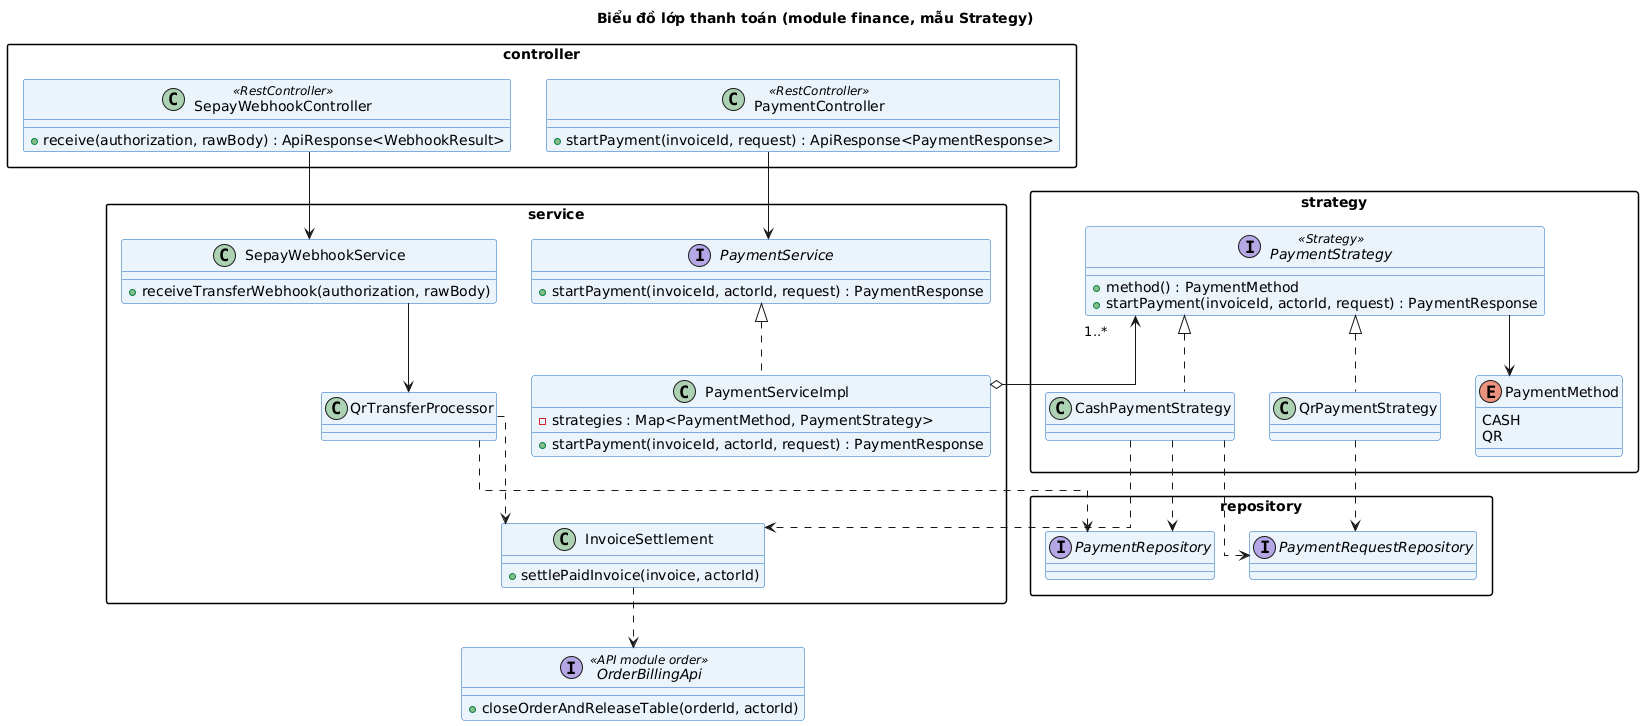 Biểu đồ lớp thanh toán (module finance, mẫu Strategy)
controller
«RestController»
SepayWebhookController
receive(authorization, rawBody) : ApiResponse<WebhookResult>
«RestController»
PaymentController
startPayment(invoiceId, request) : ApiResponse<PaymentResponse>
service
SepayWebhookService
receiveTransferWebhook(authorization, rawBody)
PaymentService
startPayment(invoiceId, actorId, request) : PaymentResponse
QrTransferProcessor
PaymentServiceImpl
strategies : Map<PaymentMethod, PaymentStrategy>
startPayment(invoiceId, actorId, request) : PaymentResponse
InvoiceSettlement
settlePaidInvoice(invoice, actorId)
strategy
«Strategy»
PaymentStrategy
method() : PaymentMethod
startPayment(invoiceId, actorId, request) : PaymentResponse
1..*
CashPaymentStrategy
QrPaymentStrategy
PaymentMethod
CASH
QR
repository
PaymentRepository
PaymentRequestRepository
«API module order»
OrderBillingApi
closeOrderAndReleaseTable(orderId, actorId)